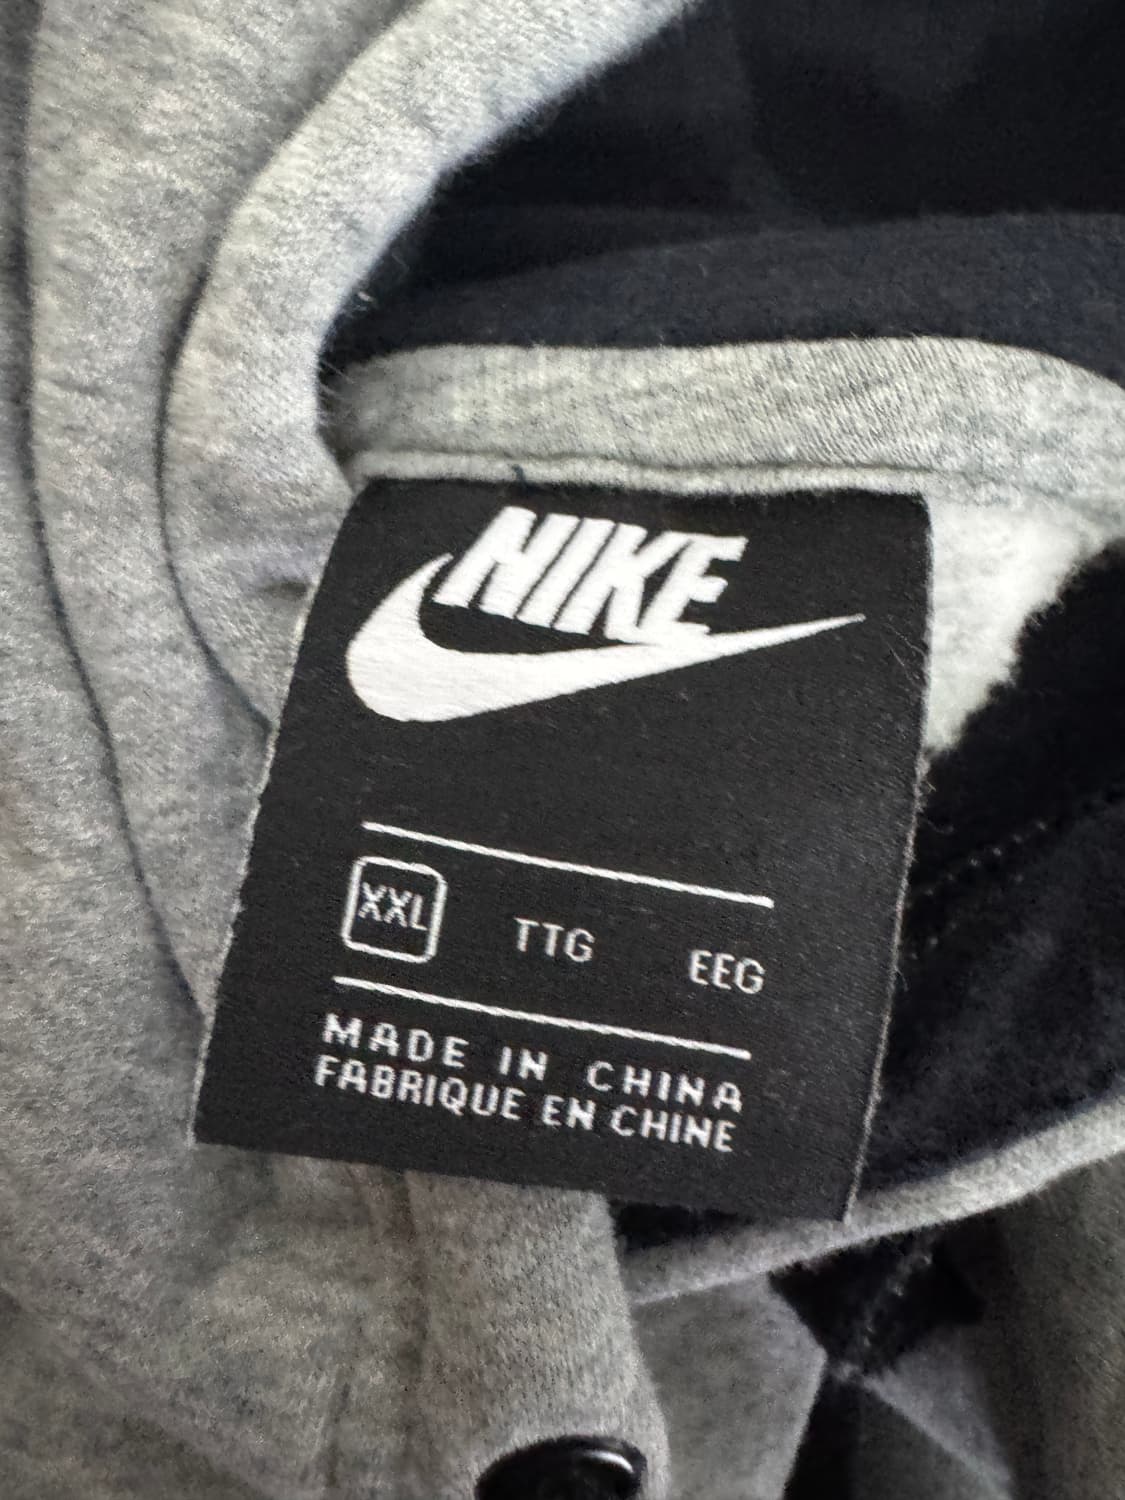 NIKE
XXL TTG EEG
MADE IN CHINA
FABRIQUE EN CHINE